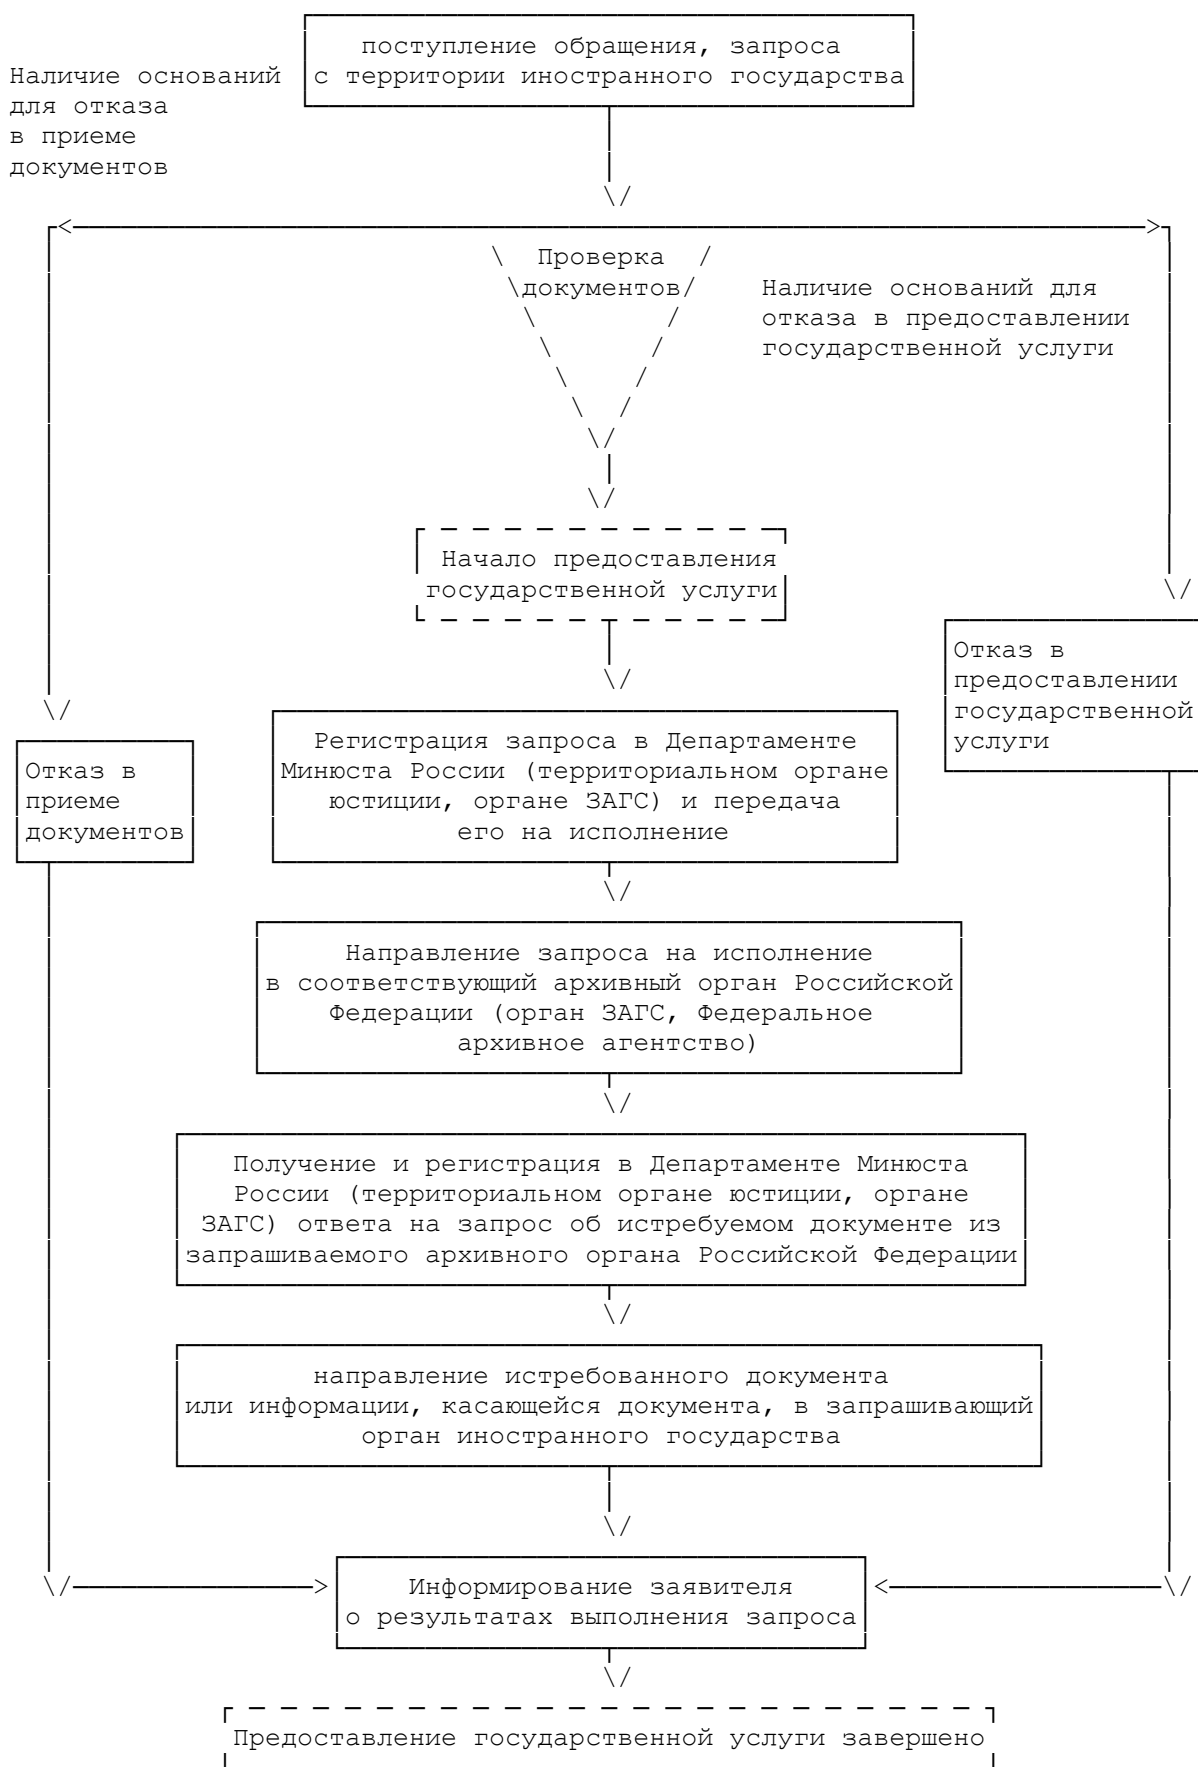 поступление обращения, запроса
с территории иностранного государства
Наличие оснований
для отказа
в приеме
документов
Проверка
документов
Наличие оснований для
отказа в предоставлении
государственной услуги
Начало предоставления
государственной услуги
Отказ в
предоставлении
государственной
услуги
Регистрация запроса в Департаменте
Минюста России (территориальном органе
юстиции, органе ЗАГС) и передача
его на исполнение
Отказ в
приеме
документов
Направление запроса на исполнение
в соответствующий архивный орган Российской
Федерации (орган ЗАГС, Федеральное
архивное агентство)
Получение и регистрация в Департаменте Минюста
России (территориальном органе юстиции, органе
ЗАГС) ответа на запрос об истребуемом документе из
запрашиваемого архивного органа Российской Федерации
направление истребованного документа
или информации, касающейся документа, в запрашивающий
орган иностранного государства
Информирование заявителя
о результатах выполнения запроса
Предоставление государственной услуги завершено